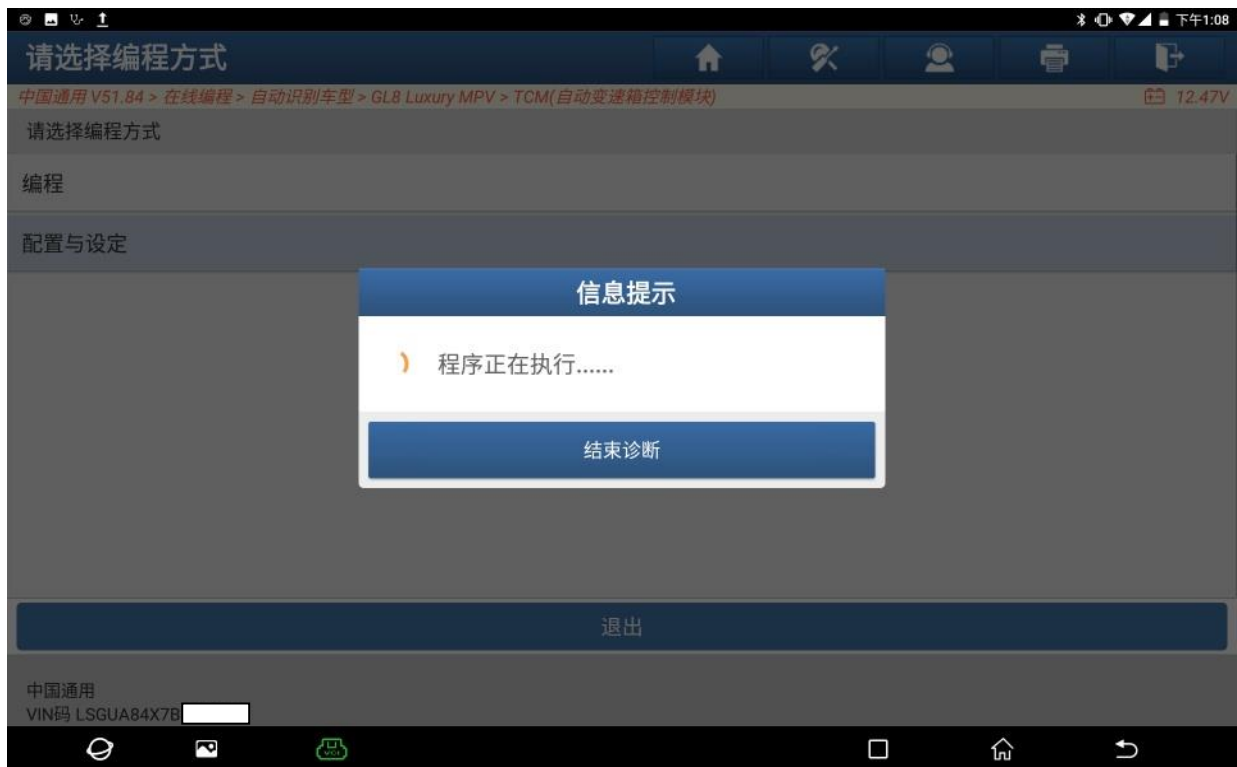 下午1:08
请选择编程方式
中国通用 V51.84 > 在线编程 > 自动识别车型 > GL8 Luxury MPV > TCM(自动变速箱控制模块)
12.47V
请选择编程方式
编程
配置与设定
信息提示
程序正在执行......
结束诊断
退出
中国通用
VIN码 LSGUA84X7B
VCI